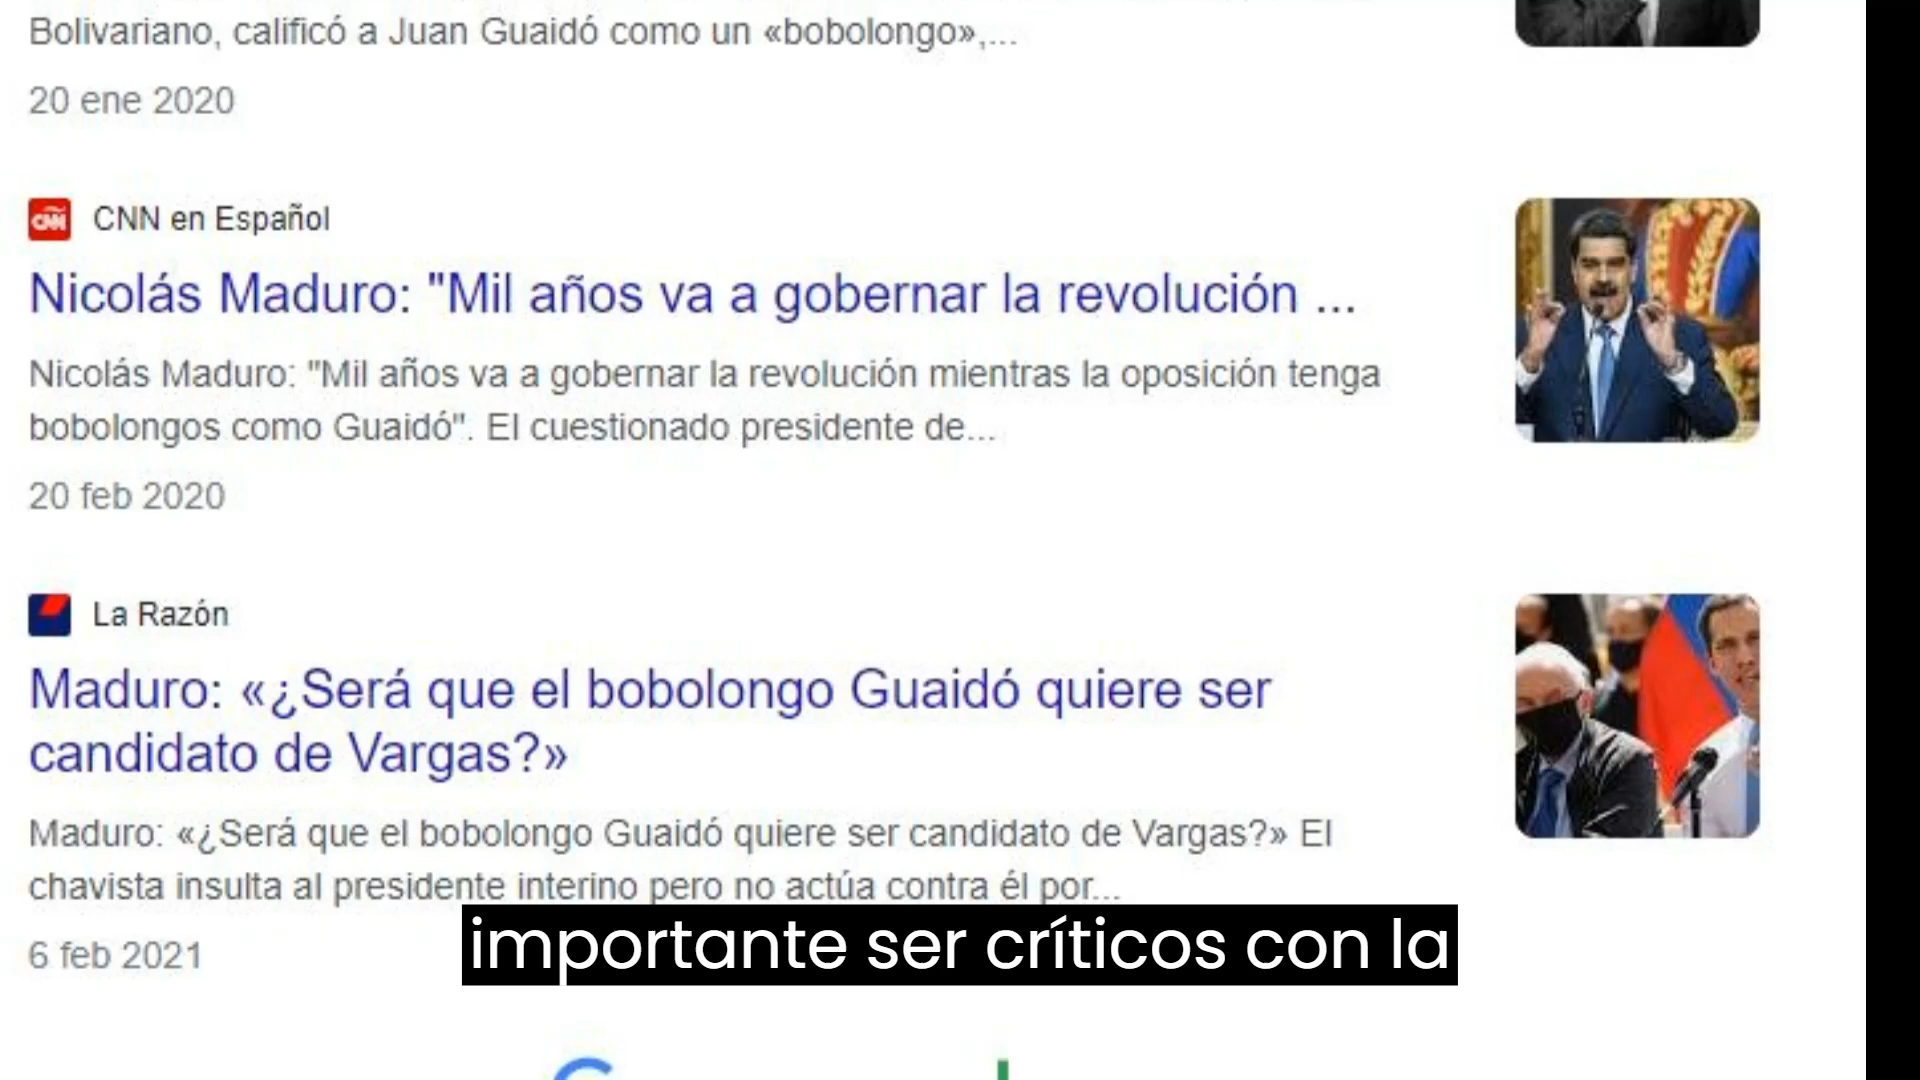 Bolivariano, calificó a Juan Guaidó como un «bobolongo»,...
20 ene 2020
CNN en Español
Nicolás Maduro: "Mil años va a gobernar la revolución ...
Nicolás Maduro: "Mil años va a gobernar la revolución mientras la oposición tenga
bobolongos como Guaidó". El cuestionado presidente de...
20 feb 2020
La Razón
Maduro: «¿Será que el bobolongo Guaidó quiere ser
candidato de Vargas?»
Maduro: «¿Será que el bobolongo Guaidó quiere ser candidato de Vargas?» El
chavista insulta al presidente interino pero no actúa contra él por...
6 feb 2021
importante ser críticos con la